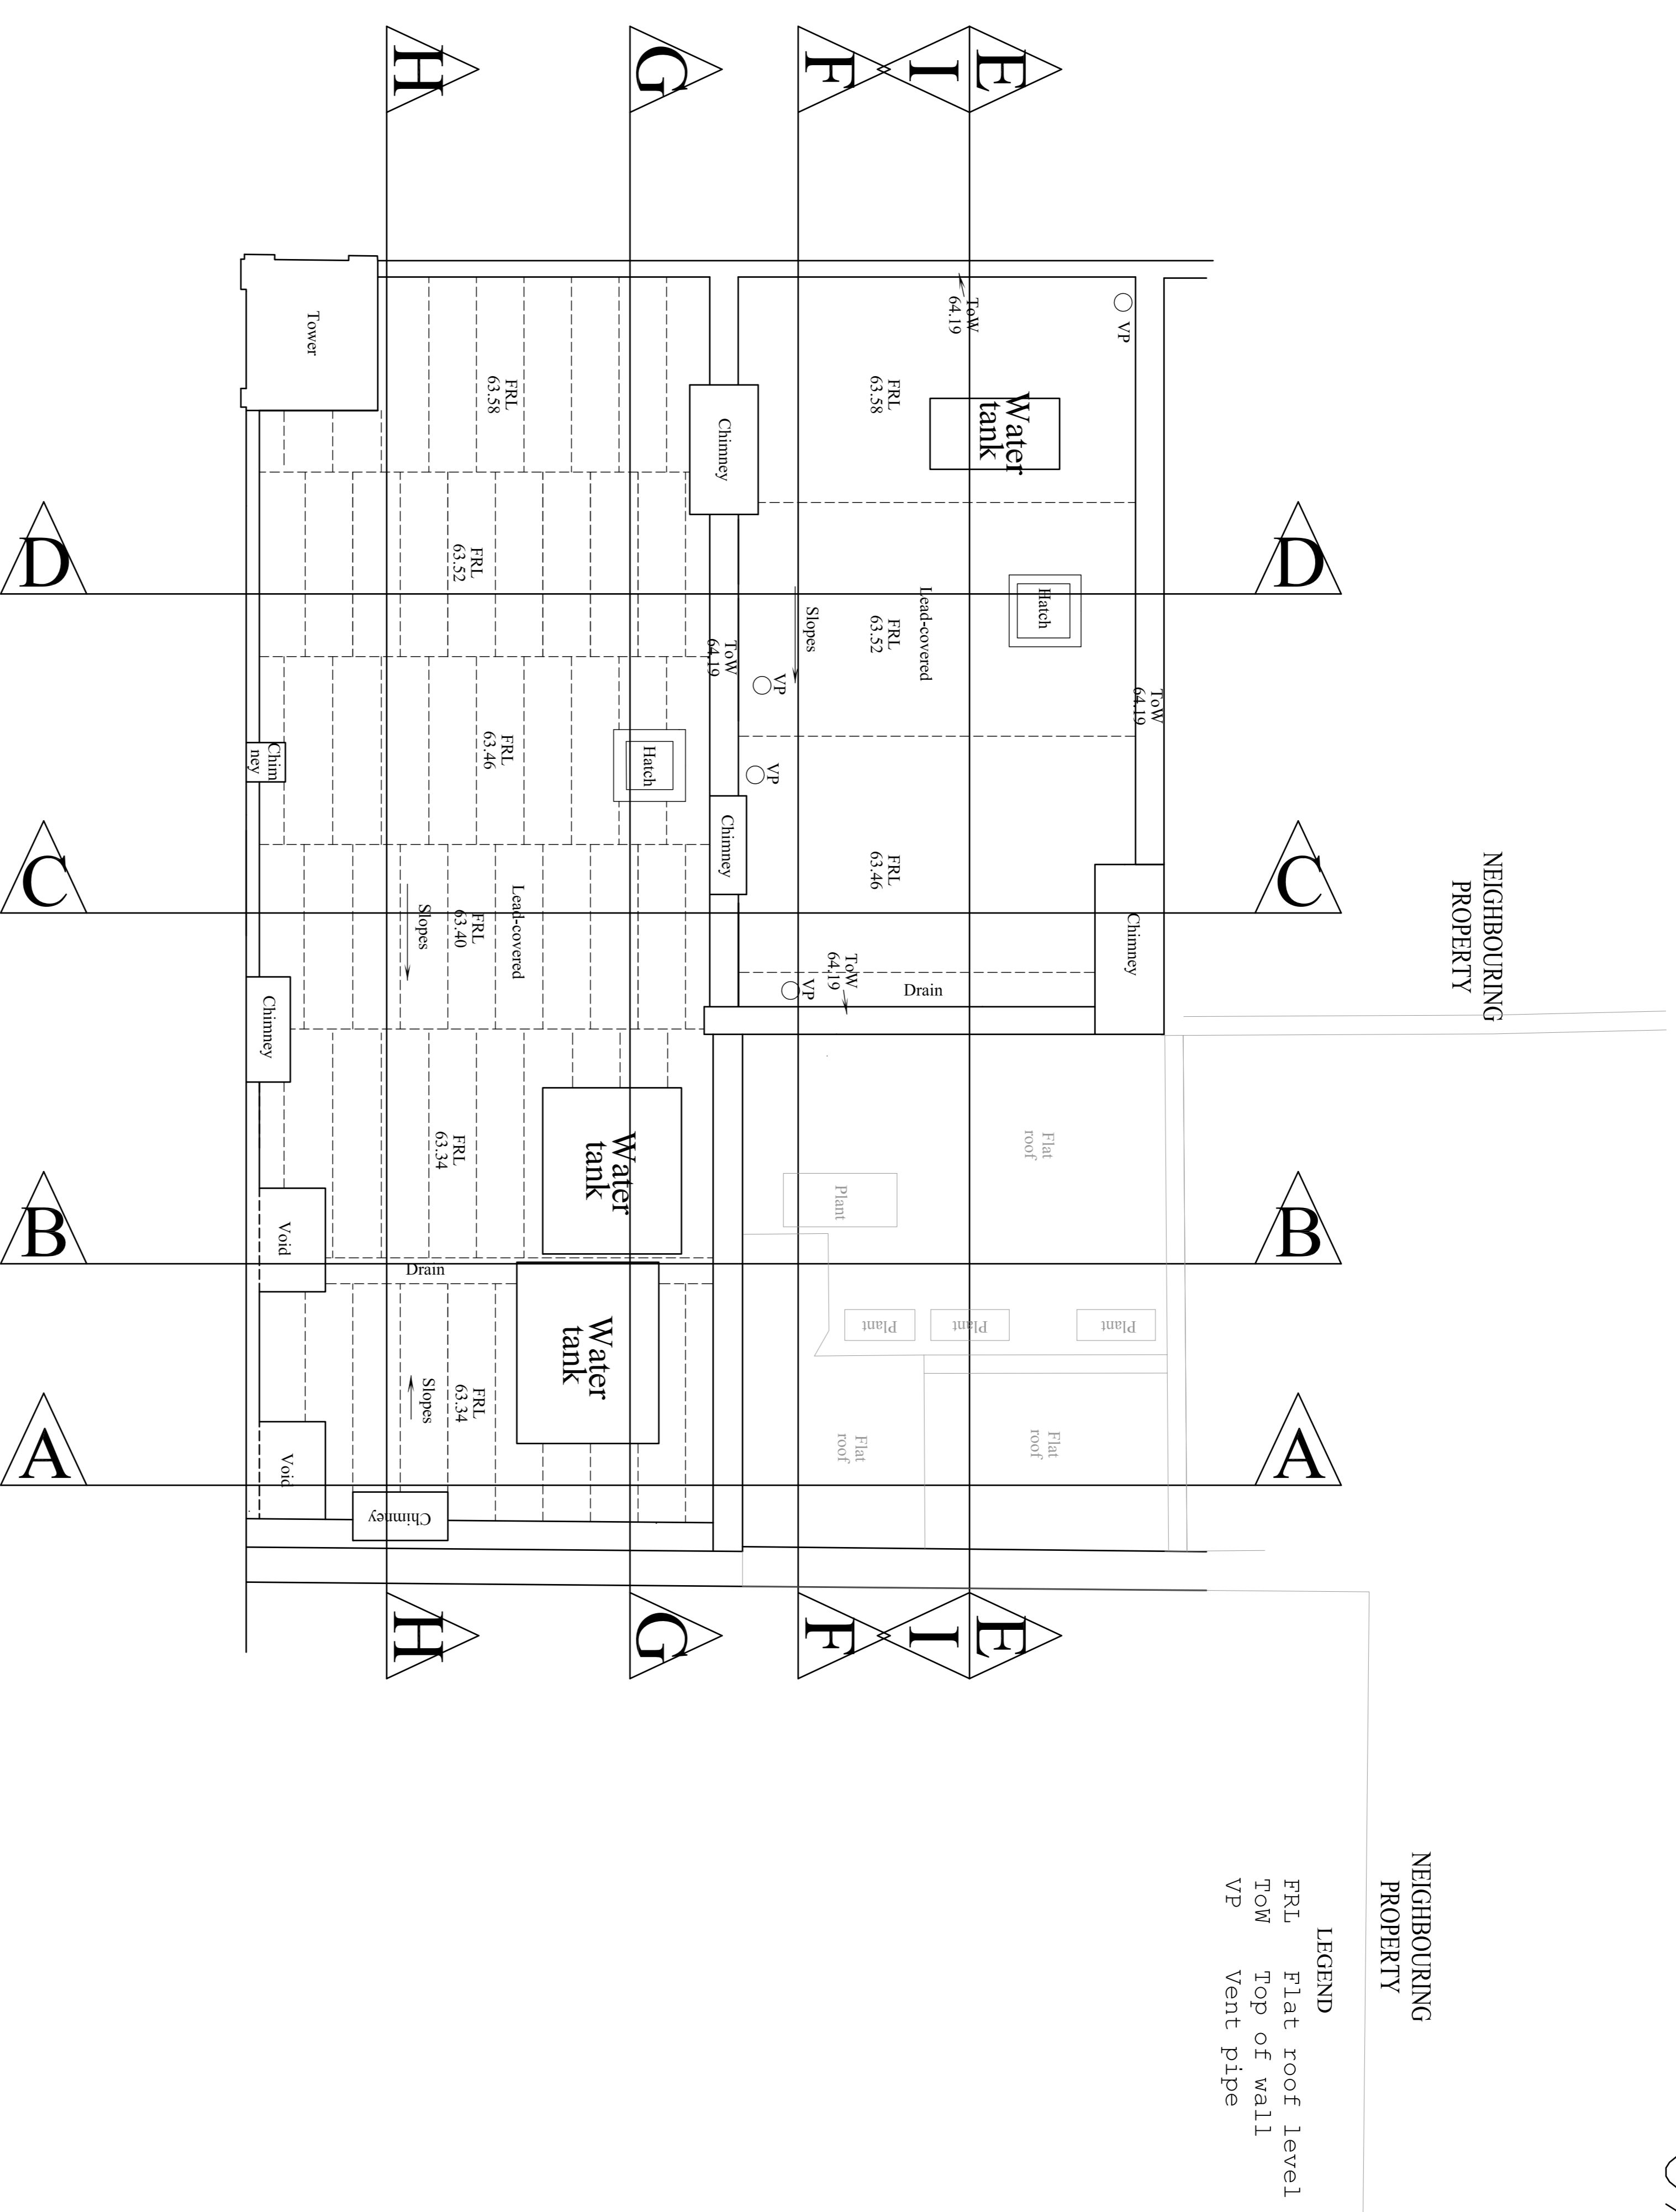 H
G
F
I
E
Tower
FRL
63.58
FRL
63.58
ToW
64.19
VP
Water
tank
Chimney
D
D
FRL
63.52
Slopes
FRL
63.52
Lead-covered
Hatch
ToW
64.19
VP
ToW
64.19
Chim
ney
FRL
63.46
Hatch
VP
Chimney
FRL
63.46
C
C
NEIGHBOURING
PROPERTY
Slopes
FRL
63.40
Lead-covered
Chimney
ToW
64.19
VP
Drain
Chimney
FRL
63.34
Water
tank
Flat
roof
Plant
B
B
Void
Drain
Plant
Plant
Plant
Water
tank
Slopes
FRL
63.34
Flat
roof
Flat
roof
A
A
Void
Chimney
H
G
F
I
E
NEIGHBOURING
PROPERTY
LEGEND
FRL Flat roof level
ToW Top of wall
VP Vent pipe